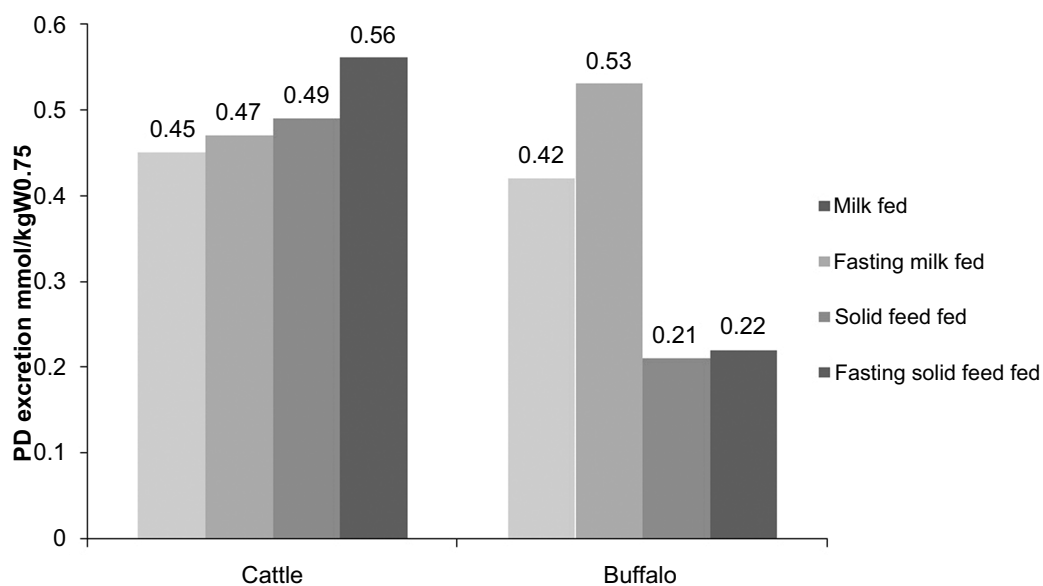 PD excretion mmol/kgW0.75
0.6
0.5
0.4
0.3
0.2
0.1
0
0.45
0.47
0.49
0.56
0.42
0.53
0.21
0.22
Cattle
Buffalo
Milk fed
Fasting milk fed
Solid feed fed
Fasting solid feed fed